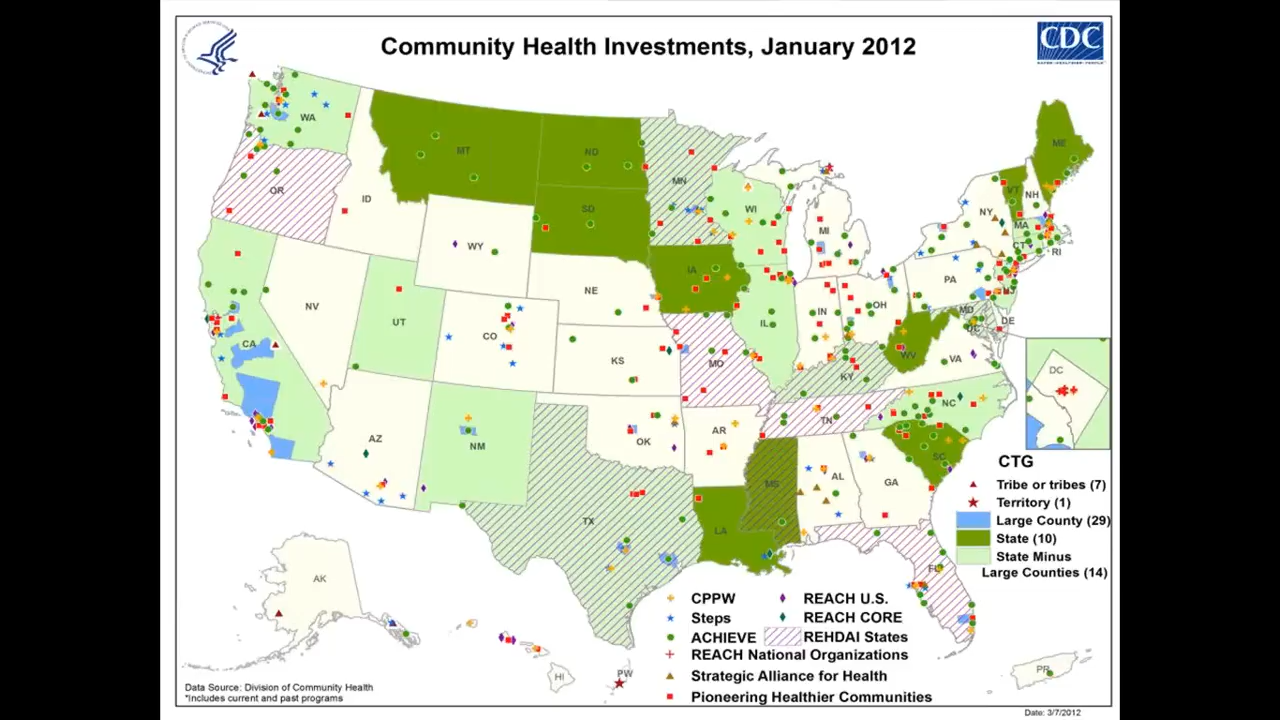 Community Health Investments, January 2012
CDC
WA
MT
ND
MN
ME
OR
ID
SD
WI
VT
NH
NY
MA
CT
RI
WY
IA
MI
PA
NJ
NV
UT
CO
NE
IL
IN
OH
MD
DE
DC
CA
KS
MO
KY
WV
VA
DC
AZ
NM
OK
AR
TN
NC
SC
TX
LA
MS
AL
GA
FL
AK
HI
PW
PR
CTG
Tribe or tribes (7)
Territory (1)
Large County (29)
State (10)
State Minus
Large Counties (14)
CPPW
REACH U.S.
Steps
REACH CORE
ACHIEVE
REHDAI States
REACH National Organizations
Strategic Alliance for Health
Pioneering Healthier Communities
Data Source: Division of Community Health
*Includes current and past programs
Date: 3/7/2012